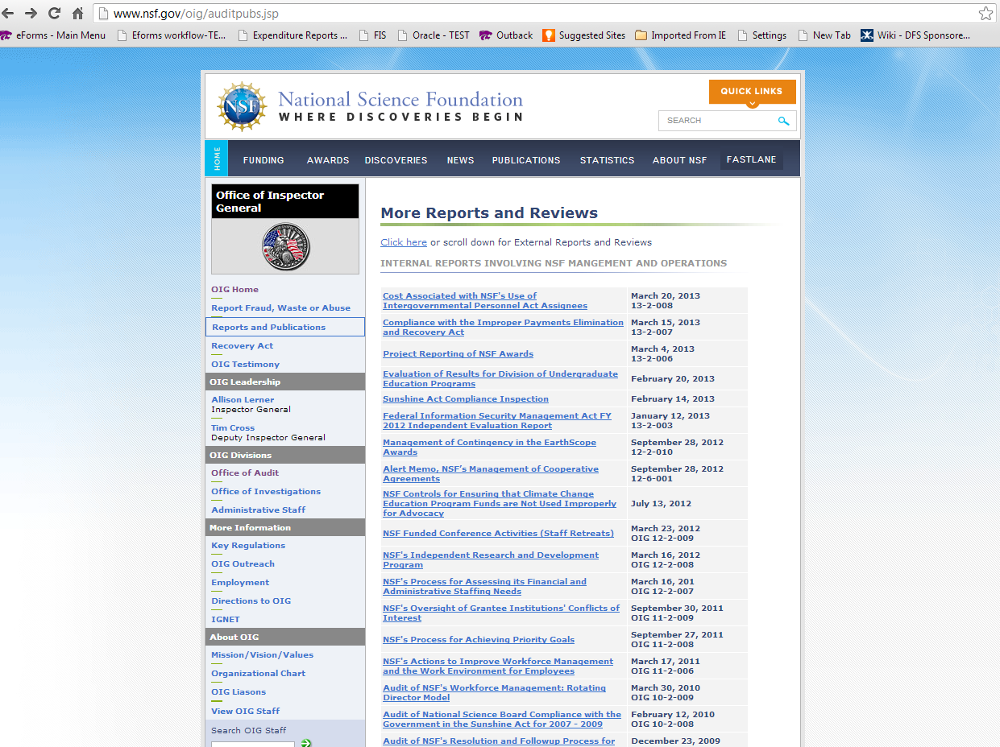 www.nsf.gov/oig/auditpubs.jsp
eForms - Main Menu
Eforms workflow-TE...
Expenditure Reports ...
FIS
Oracle - TEST
Outback
Suggested Sites
Imported From IE
Settings
New Tab
Wiki - DFS Sponsore...
NSF
National Science Foundation
WHERE DISCOVERIES BEGIN
QUICK LINKS
SEARCH
HOME
FUNDING
AWARDS
DISCOVERIES
NEWS
PUBLICATIONS
STATISTICS
ABOUT NSF
FASTLANE
Office of Inspector
General
OIG Home
Report Fraud, Waste or Abuse
Reports and Publications
Recovery Act
OIG Testimony
OIG Leadership
Allison Lerner
Inspector General
Tim Cross
Deputy Inspector General
OIG Divisions
Office of Audit
Office of Investigations
Administrative Staff
More Information
Key Regulations
OIG Outreach
Employment
Directions to OIG
IGNET
About OIG
Mission/Vision/Values
Organizational Chart
OIG Liasons
View OIG Staff
Search OIG Staff
More Reports and Reviews
Click here or scroll down for External Reports and Reviews
INTERNAL REPORTS INVOLVING NSF MANGEMENT AND OPERATIONS
Cost Associated with NSF's Use of
Intergovernmental Personnel Act Assignees
March 20, 2013
13-2-008
Compliance with the Improper Payments Elimination
and Recovery Act
March 15, 2013
13-2-007
Project Reporting of NSF Awards
March 4, 2013
13-2-006
Evaluation of Results for Division of Undergraduate
Education Programs
February 20, 2013
Sunshine Act Compliance Inspection
February 14, 2013
Federal Information Security Management Act FY
2012 Independent Evaluation Report
January 12, 2013
13-2-003
Management of Contingency in the EarthScope
Awards
September 28, 2012
12-2-010
Alert Memo, NSF's Management of Cooperative
Agreements
September 28, 2012
12-6-001
NSF Controls for Ensuring that Climate Change
Education Program Funds are Not Used Improperly
for Advocacy
July 13, 2012
NSF Funded Conference Activities (Staff Retreats)
March 23, 2012
OIG 12-2-009
NSF's Independent Research and Development
Program
March 16, 2012
OIG 12-2-008
NSF's Process for Assessing its Financial and
Administrative Staffing Needs
March 16, 201
OIG 12-2-007
NSF's Oversight of Grantee Institutions' Conflicts of
Interest
September 30, 2011
OIG 11-2-009
NSF's Process for Achieving Priority Goals
September 27, 2011
OIG 11-2-008
NSF's Actions to Improve Workforce Management
and the Work Environment for Employees
March 17, 2011
OIG 11-2-006
Audit of NSF's Workforce Management: Rotating
Director Model
March 30, 2010
OIG 10-2-009
Audit of National Science Board Compliance with the
Government in the Sunshine Act for 2007 - 2009
February 12, 2010
OIG 10-2-008
Audit of NSF's Resolution and Followup Process for
December 23, 2009